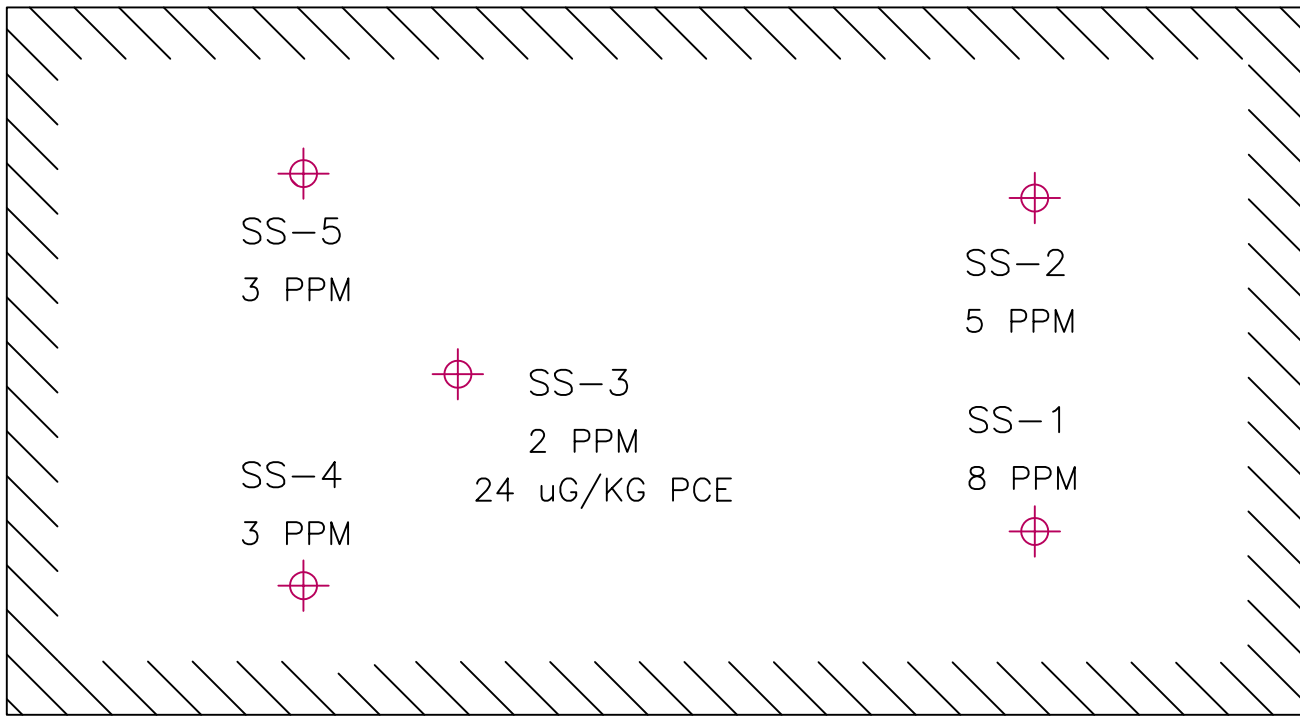 SS-5
3 PPM
SS-2
5 PPM
SS-3
2 PPM
24 uG/KG PCE
SS-1
8 PPM
SS-4
3 PPM